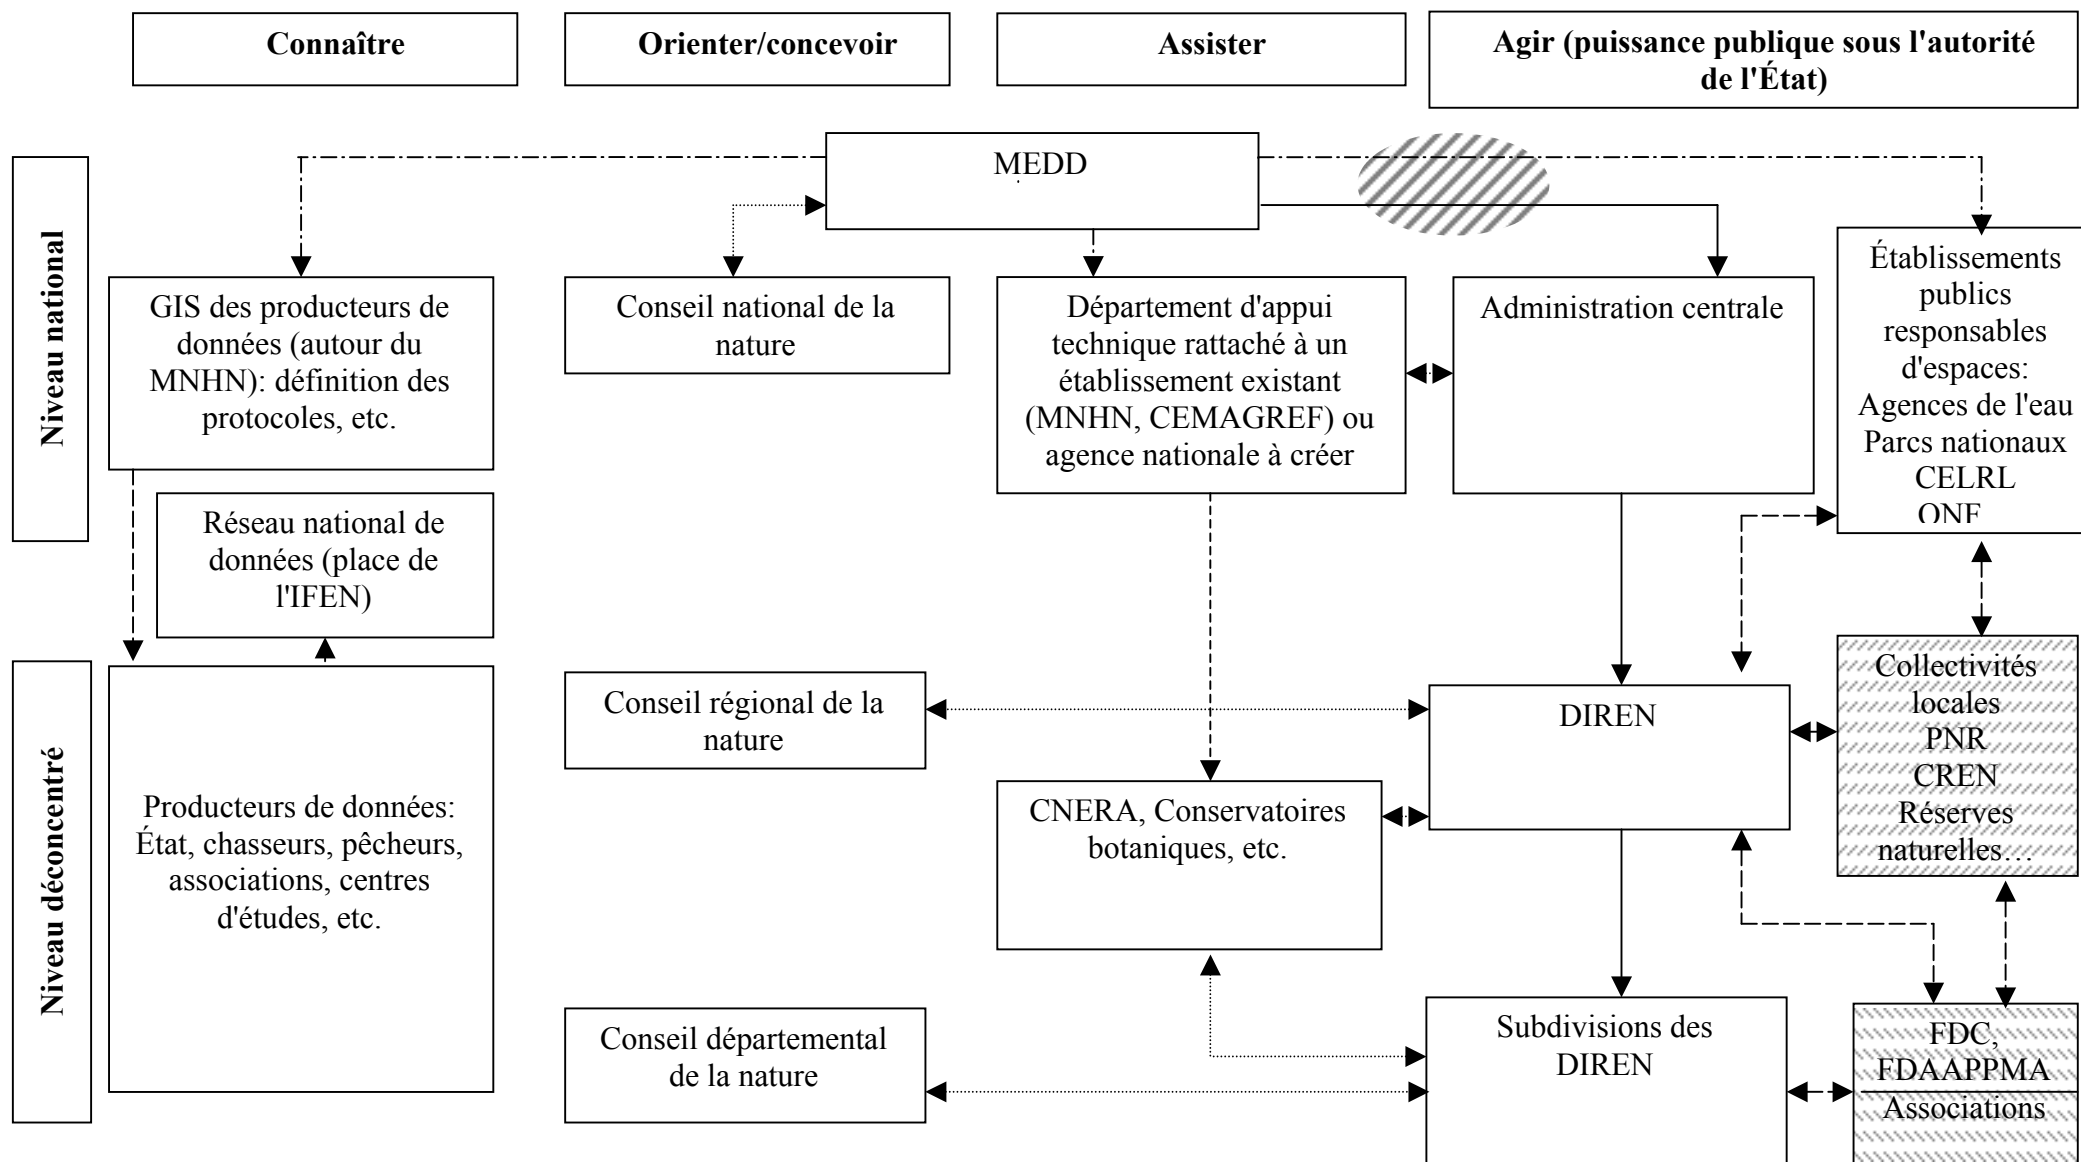 Connaître
Orienter/concevoir
Assister
Agir (puissance publique sous l'autorité
de l'État)
Niveau national
MEDD
GIS des producteurs de
données (autour du
MNHN): définition des
protocoles, etc.
Conseil national de la
nature
Département d'appui
technique rattaché à un
établissement existant
(MNHN, CEMAGREF) ou
agence nationale à créer
Administration centrale
Établissements
publics
responsables
d'espaces:
Agences de l'eau
Parcs nationaux
CELRL
ONF
Réseau national de
données (place de
l'IFEN)
Niveau déconcentré
Producteurs de données:
État, chasseurs, pêcheurs,
associations, centres
d'études, etc.
Conseil régional de la
nature
DIREN
Collectivités
locales
PNR
CREN
Réserves
naturelles…
CNERA, Conservatoires
botaniques, etc.
Conseil départemental
de la nature
Subdivisions des
DIREN
FDC,
FDAAPPMA
Associations